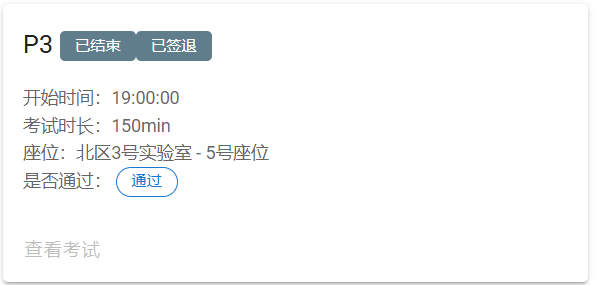 P3 已结束 已签退
开始时间：19:00:00
考试时长：150min
座位：北区3号实验室 - 5号座位
是否通过： 通过
查看考试